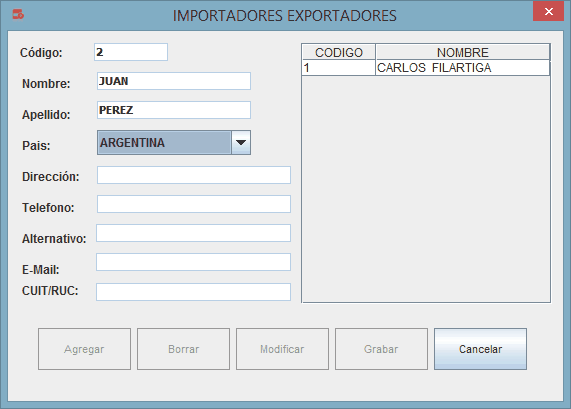 IMPORTADORES EXPORTADORES
Código: 2
Nombre: JUAN
Apellido: PEREZ
Pais: ARGENTINA
Dirección:
Telefono:
Alternativo:
E-Mail:
CUIT/RUC:
CODIGO NOMBRE
1 CARLOS FILARTIGA
Agregar Borrar Modificar Grabar Cancelar